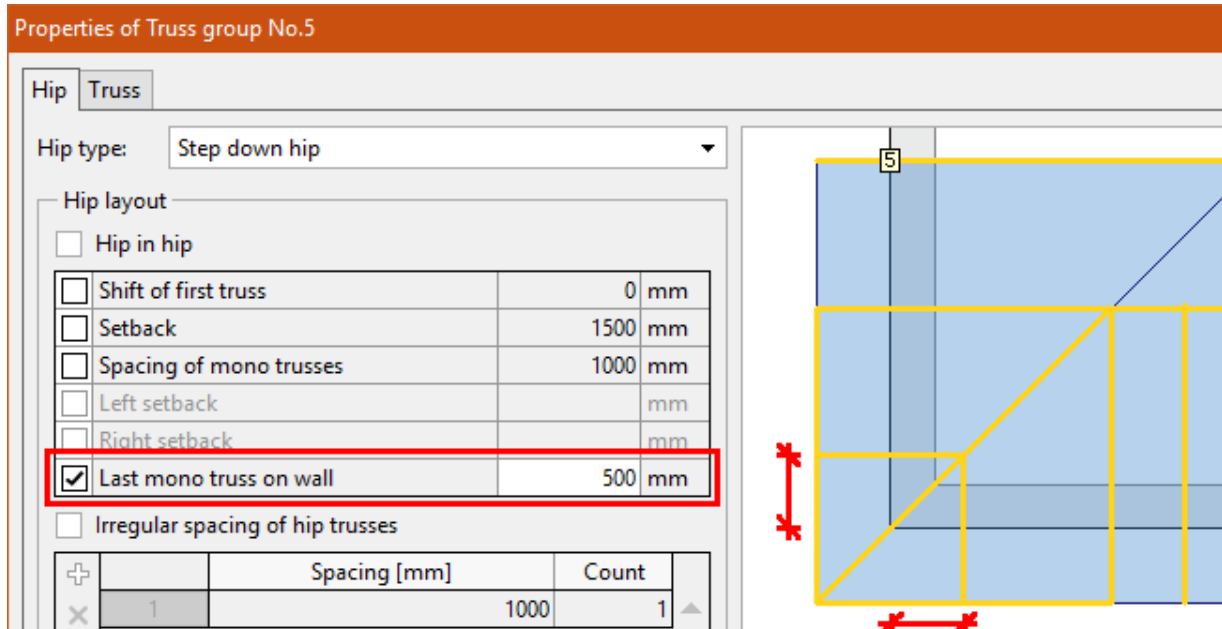 Properties of Truss group No.5
Hip Truss
Hip type: Step down hip
Hip layout
Hip in hip
Shift of first truss 0 mm
Setback 1500 mm
Spacing of mono trusses 1000 mm
Left setback mm
Right setback mm
Last mono truss on wall 500 mm
Irregular spacing of hip trusses
Spacing [mm] Count
1 1000 1
5